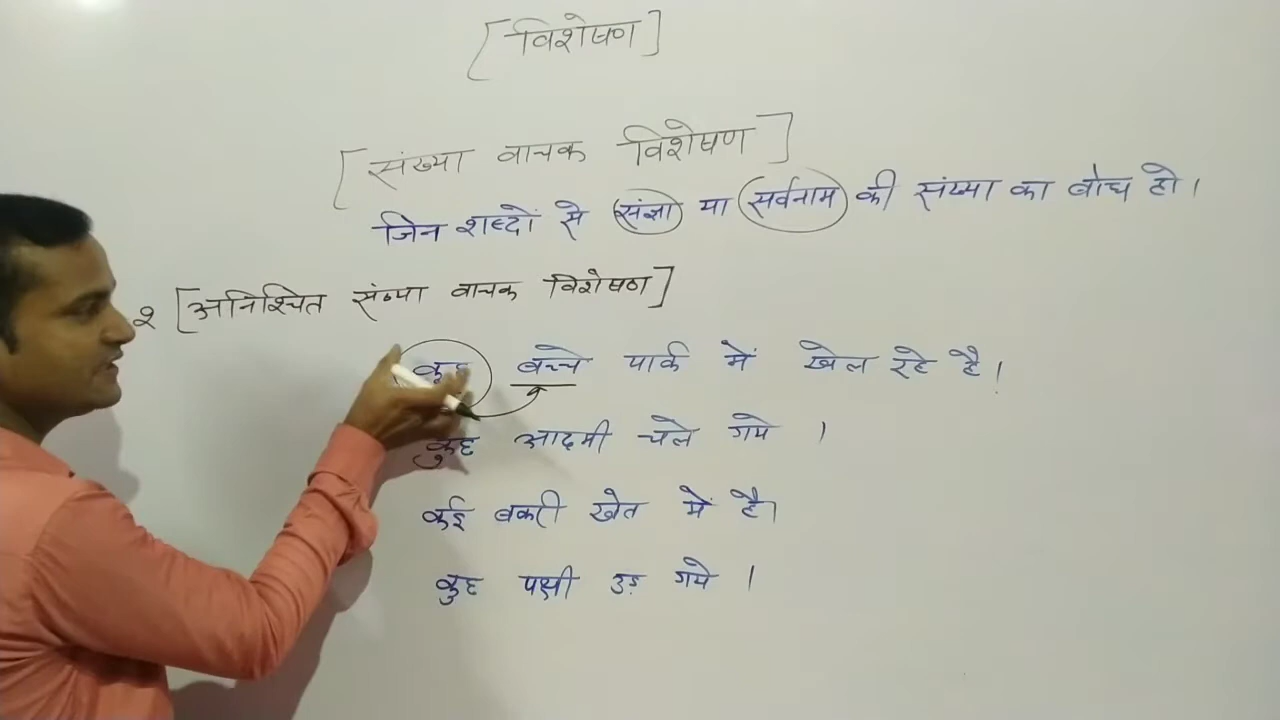 [विशेषण]
[संख्या वाचक विशेषण]
जिन शब्दों से संज्ञा या सर्वनाम की संख्या का बोध हो।
२ [अनिश्चित संख्या वाचक विशेषण]
कुछ बच्चे पार्क में खेल रहे है।
कुछ आदमी चले गये ।
कई बकरी खेत में है।
कुछ पक्षी उड़ गये ।